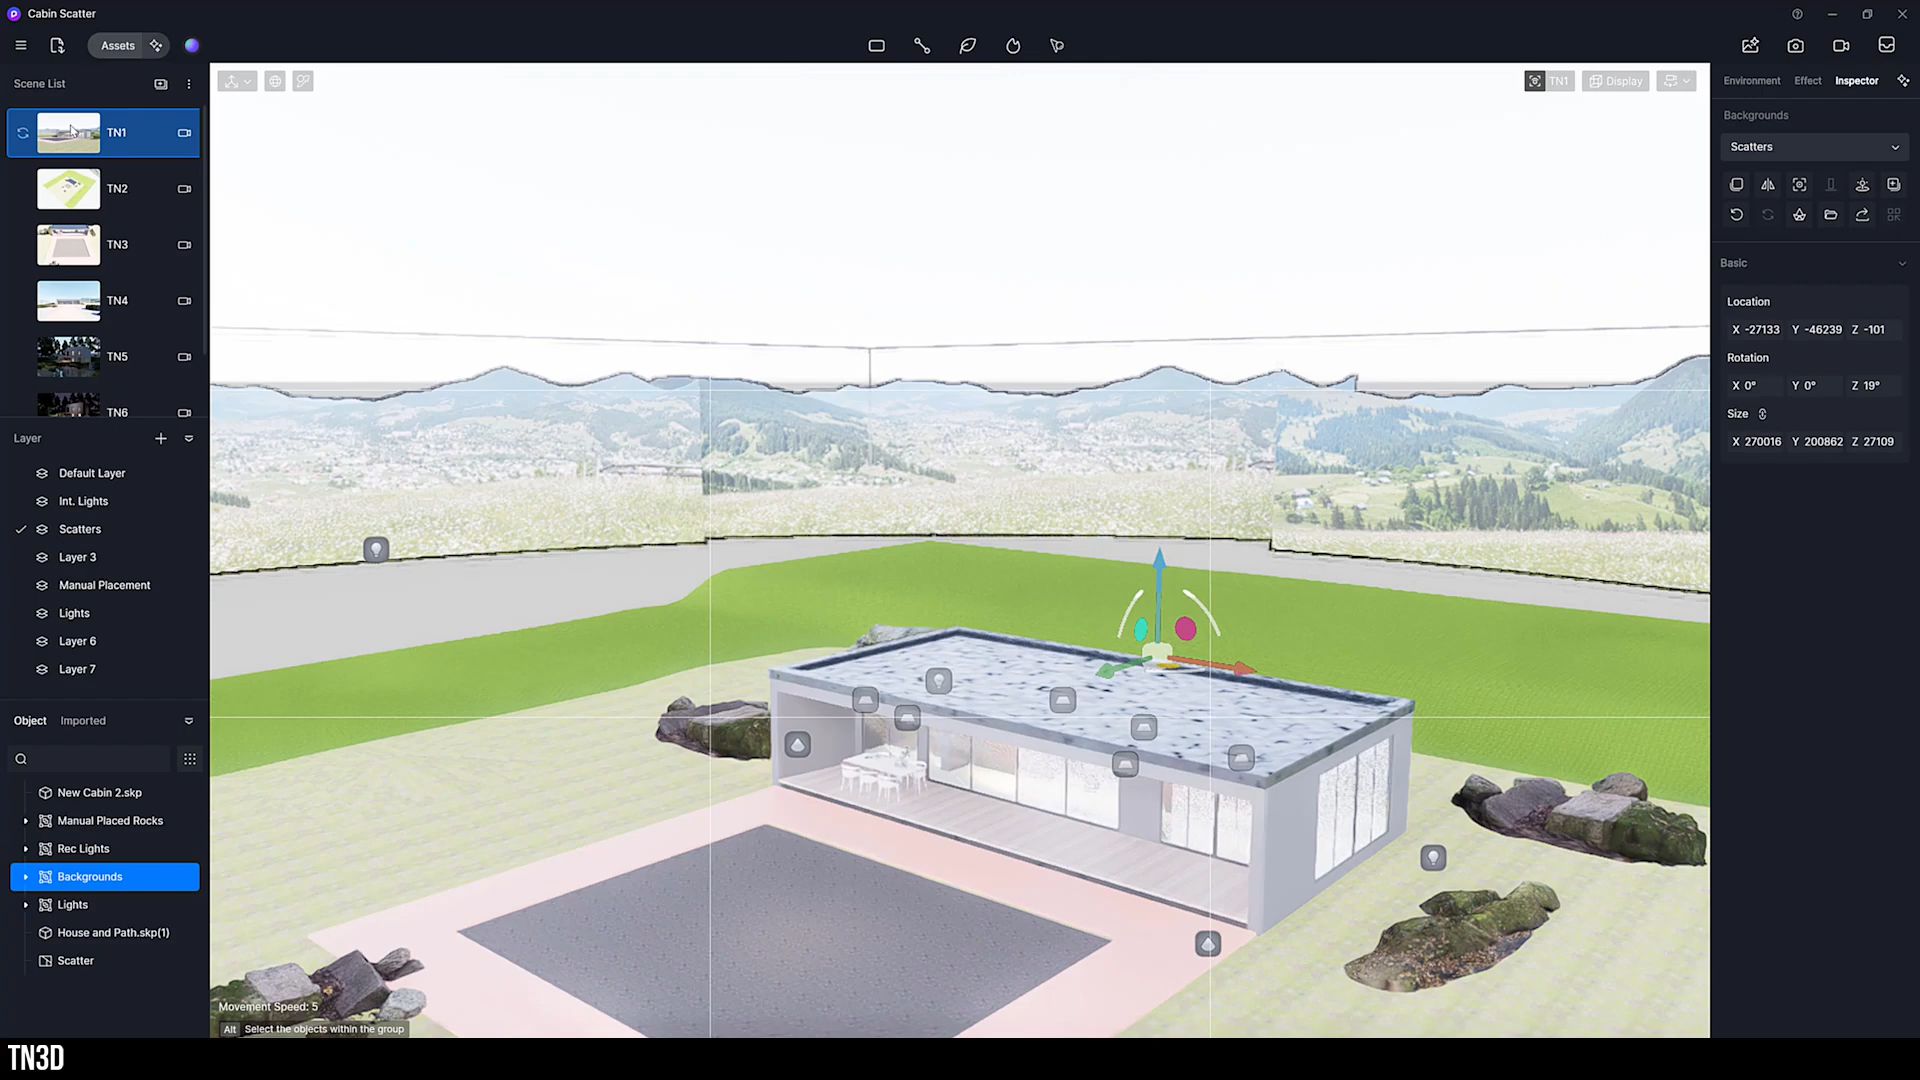 Cabin Scatter
Assets
Scene List
TN1
TN2
TN3
TN4
TN5
TN6
Layer
Default Layer
Int. Lights
Scatters
Layer 3
Manual Placement
Lights
Layer 6
Layer 7
Object Imported
New Cabin 2.skp
Manual Placed Rocks
Rec Lights
Backgrounds
Lights
House and Path.skp(1)
Scatter
TN1 Display
Movement Speed: 5
Alt Select the objects within the group
Environment Effect Inspector
Backgrounds
Scatters
Basic
Location
X -27133 Y -46239 Z -101
Rotation
X 0° Y 0° Z 19°
Size
X 270016 Y 200862 Z 27109
TN3D